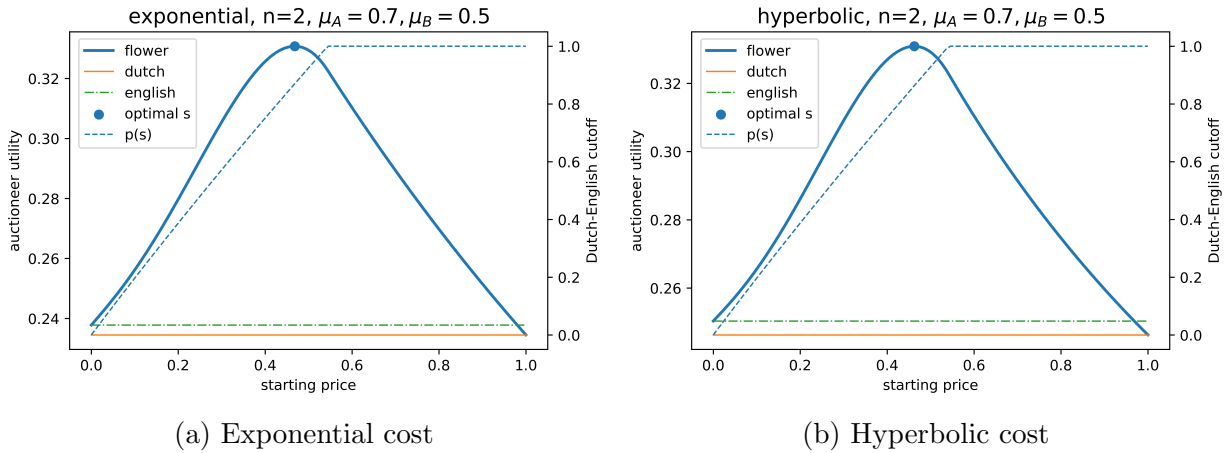 exponential, n=2, μ_A = 0.7, μ_B = 0.5
flower
dutch
english
optimal s
p(s)
0.32
0.30
0.28
0.26
0.24
auctioneer utility
0.0
0.2
0.4
0.6
0.8
1.0
starting price
1.0
0.8
0.6
0.4
0.2
0.0
Dutch-English cutoff
(a) Exponential cost
hyperbolic, n=2, μ_A = 0.7, μ_B = 0.5
flower
dutch
english
optimal s
p(s)
0.32
0.30
0.28
0.26
auctioneer utility
0.0
0.2
0.4
0.6
0.8
1.0
starting price
1.0
0.8
0.6
0.4
0.2
0.0
Dutch-English cutoff
(b) Hyperbolic cost